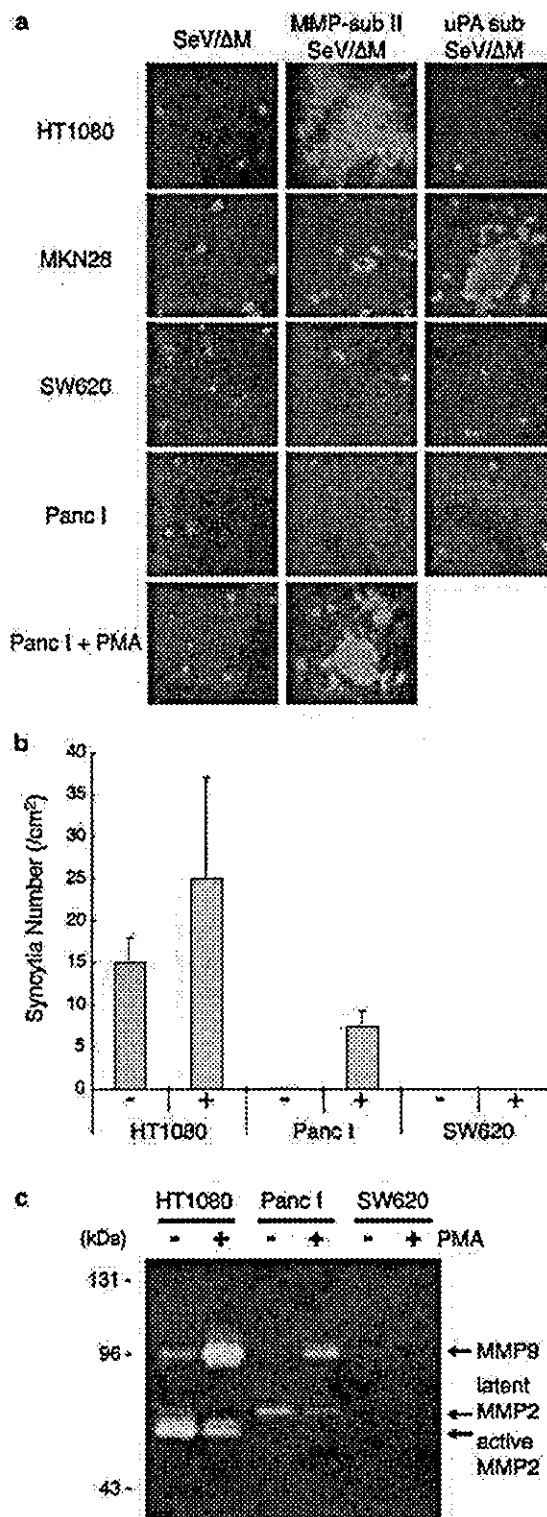 a
SeV/ΔM
MMP-sub II
SeV/ΔM
uPA sub
SeV/ΔM
HT1080
MKN28
SW620
Panc I
Panc I + PMA
b
Syncytia Number (/cm²)
40
35
30
25
20
15
10
5
0
- + - + - +
HT1080 Panc I SW620
c
HT1080 Panc I SW620
(kDa) - + - + - + PMA
131 -
96 -
43 -
MMP9
latent
MMP2
active
MMP2